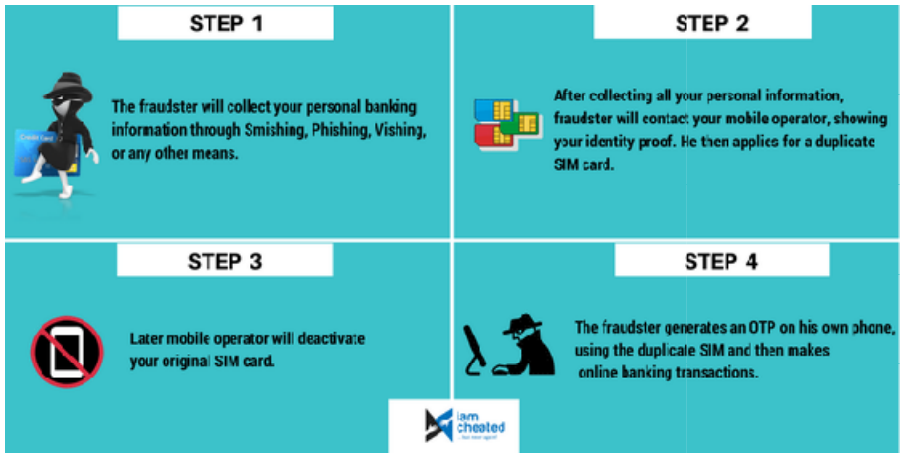 STEP 1
The fraudster will collect your personal banking
information through Smishing, Phishing, Vishing,
or any other means.
Credit Card
STEP 2
After collecting all your personal information,
fraudster will contact your mobile operator, showing
your identity proof. He then applies for a duplicate
SIM card.
STEP 3
Later mobile operator will deactivate
your original SIM card.
STEP 4
The fraudster generates an OTP on his own phone,
using the duplicate SIM and then makes
online banking transactions.
iam
cheated